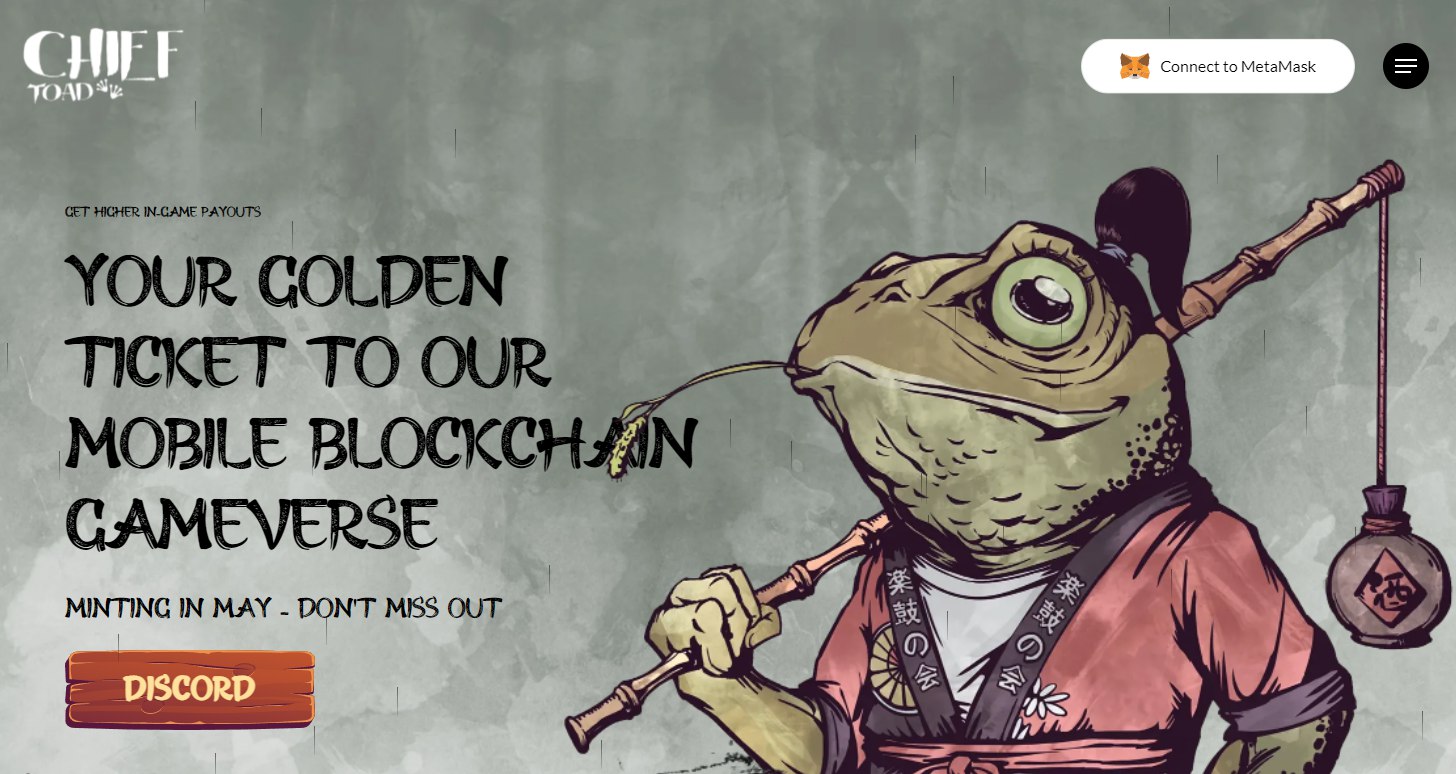 CHIEF
TOAD
Connect to MetaMask
GET HIGHER IN-GAME PAYOUTS
YOUR GOLDEN
TICKET TO OUR
MOBILE BLOCKCHAIN
GAMEVERSE
MINTING IN MAY - DON'T MISS OUT
DISCORD
楽鼓の会
楽鼓の会
酒